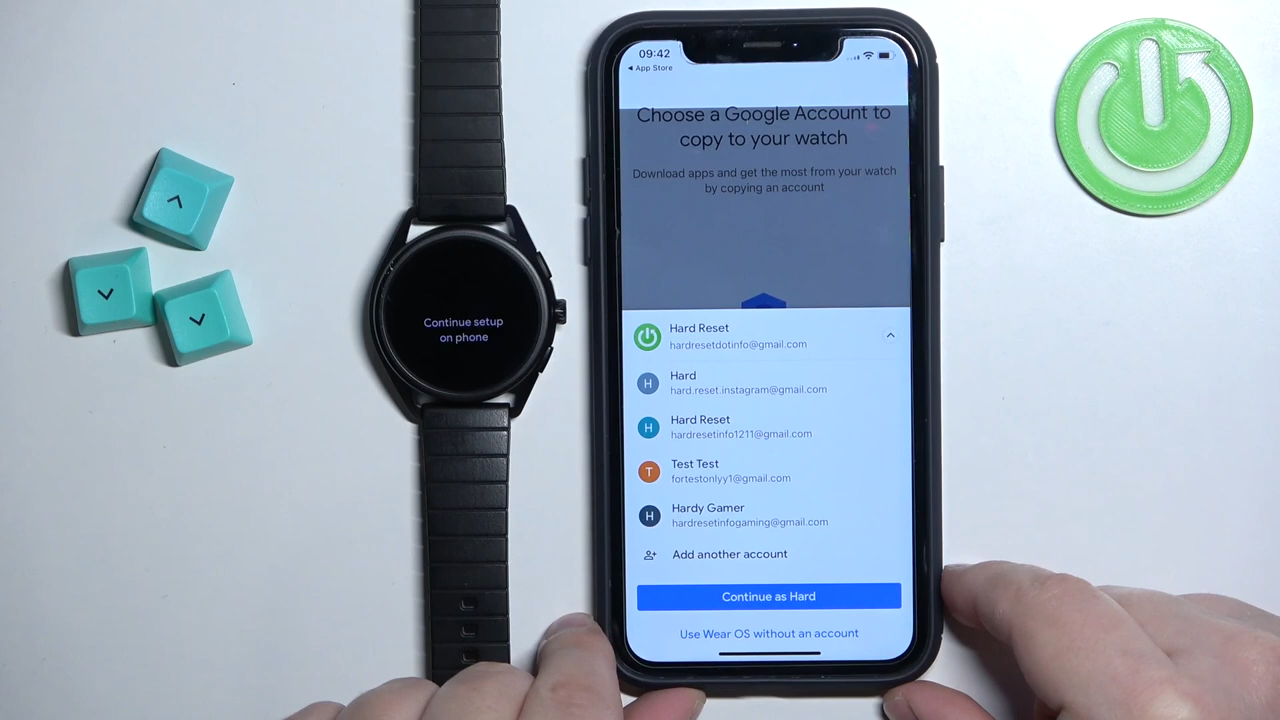 Continue setup
on phone
09:42
App Store
Choose a Google Account to
copy to your watch
Download apps and get the most from your watch
by copying an account
Hard Reset
hardresetdotinfo@gmail.com
H
Hard
hard.reset.instagram@gmail.com
H
Hard Reset
hardresetinfo1211@gmail.com
T
Test Test
fortestonlyy1@gmail.com
H
Hardy Gamer
hardresetinfogaming@gmail.com
Add another account
Continue as Hard
Use Wear OS without an account